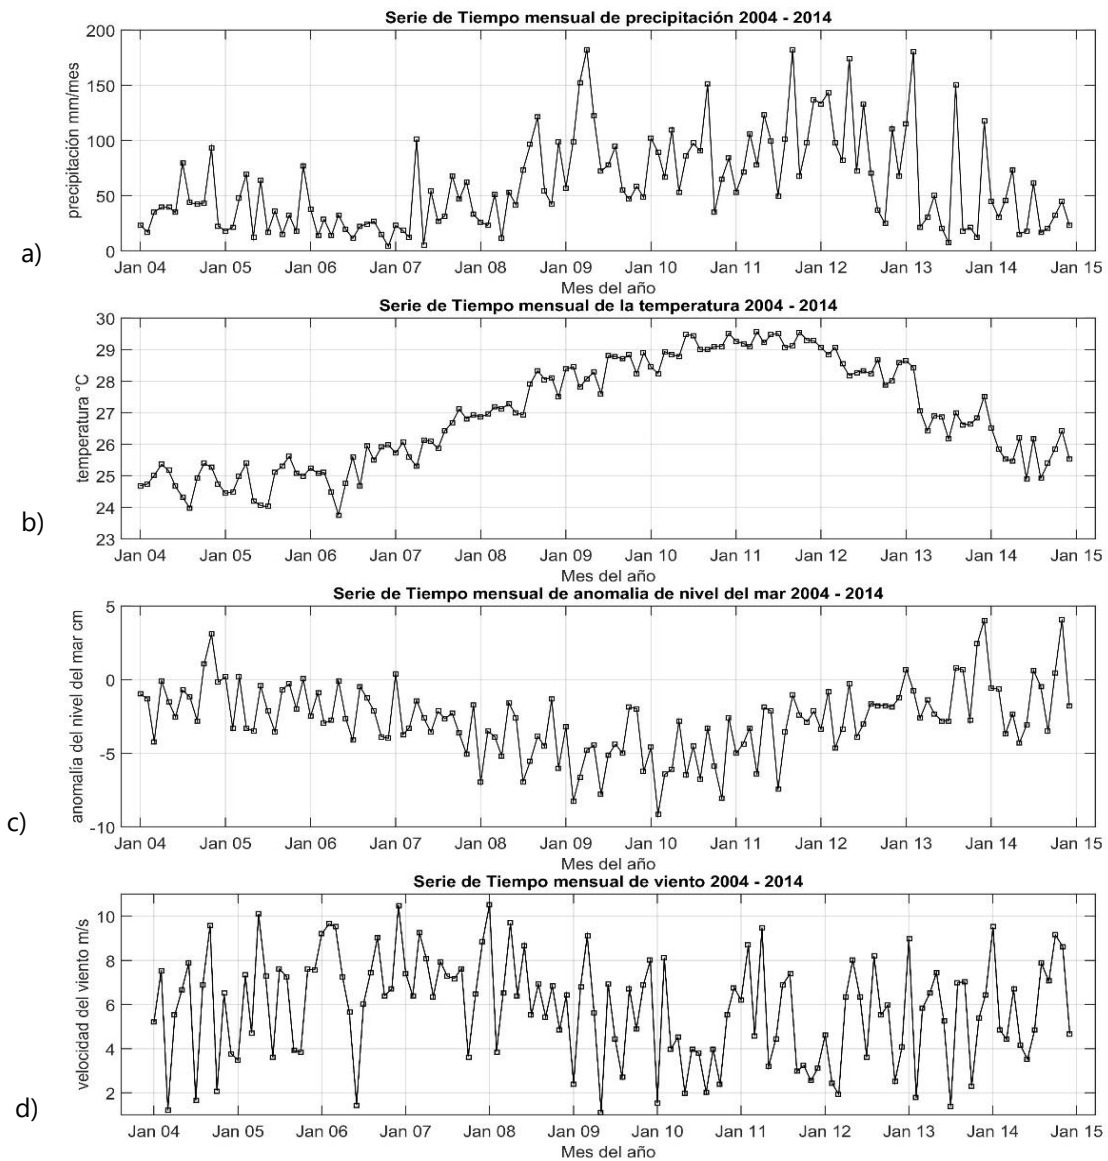 Serie de Tiempo mensual de precipitación 2004 - 2014
200
150
100
50
0
precipitación mm/mes
a)
Jan 04 Jan 05 Jan 06 Jan 07 Jan 08 Jan 09 Jan 10 Jan 11 Jan 12 Jan 13 Jan 14 Jan 15
Mes del año
Serie de Tiempo mensual de la temperatura 2004 - 2014
30
29
28
27
26
25
24
23
temperatura °C
b)
Jan 04 Jan 05 Jan 06 Jan 07 Jan 08 Jan 09 Jan 10 Jan 11 Jan 12 Jan 13 Jan 14 Jan 15
Mes del año
Serie de Tiempo mensual de anomalia de nivel del mar 2004 - 2014
5
0
-5
-10
anomalia del nivel del mar cm
c)
Jan 04 Jan 05 Jan 06 Jan 07 Jan 08 Jan 09 Jan 10 Jan 11 Jan 12 Jan 13 Jan 14 Jan 15
Mes del año
Serie de Tiempo mensual de viento 2004 - 2014
10
8
6
4
2
velocidad del viento m/s
d)
Jan 04 Jan 05 Jan 06 Jan 07 Jan 08 Jan 09 Jan 10 Jan 11 Jan 12 Jan 13 Jan 14 Jan 15
Mes del año